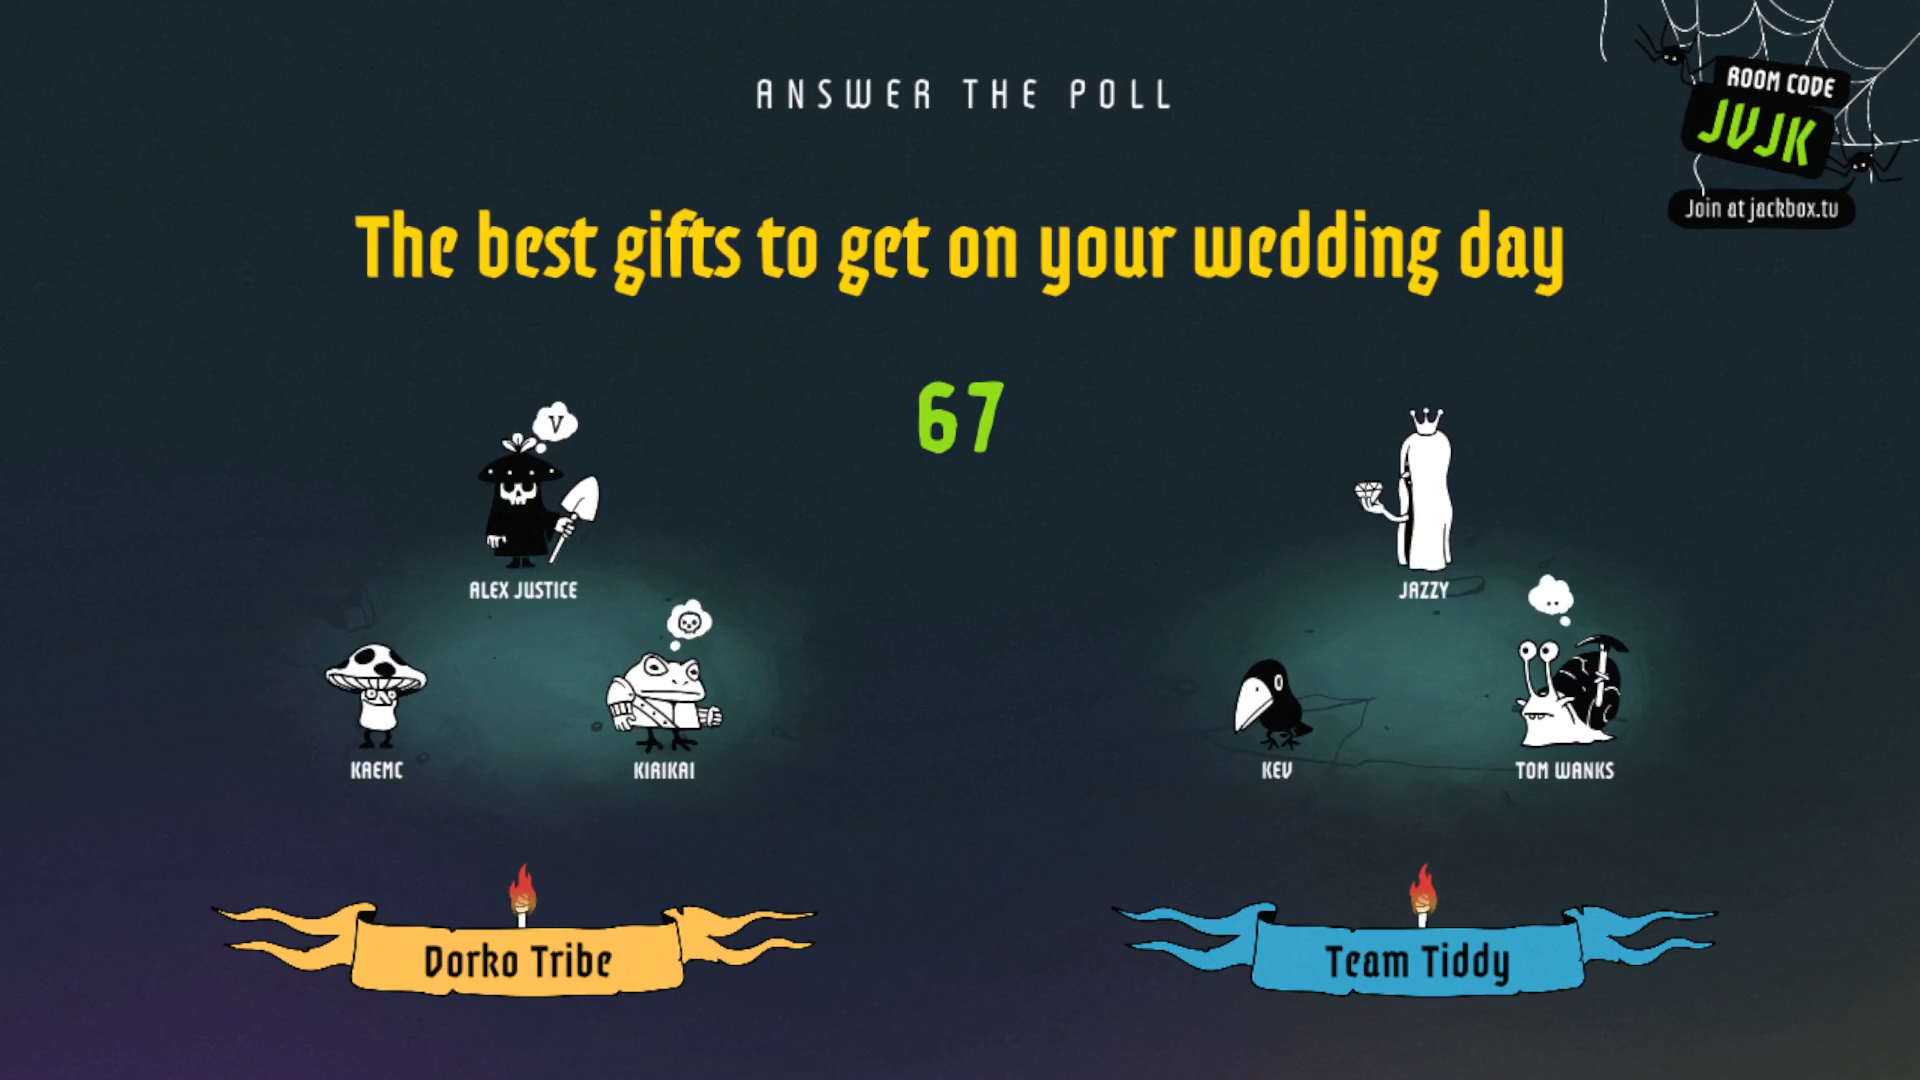 ANSWER THE POLL
ROOM CODE
JVJK
Join at jackbox.tv
The best gifts to get on your wedding day
67
V
ALEX JUSTICE
JAZZY
KAEMC
KIRIKAI
KEV
TOM WANKS
Dorko Tribe
Team Tiddy